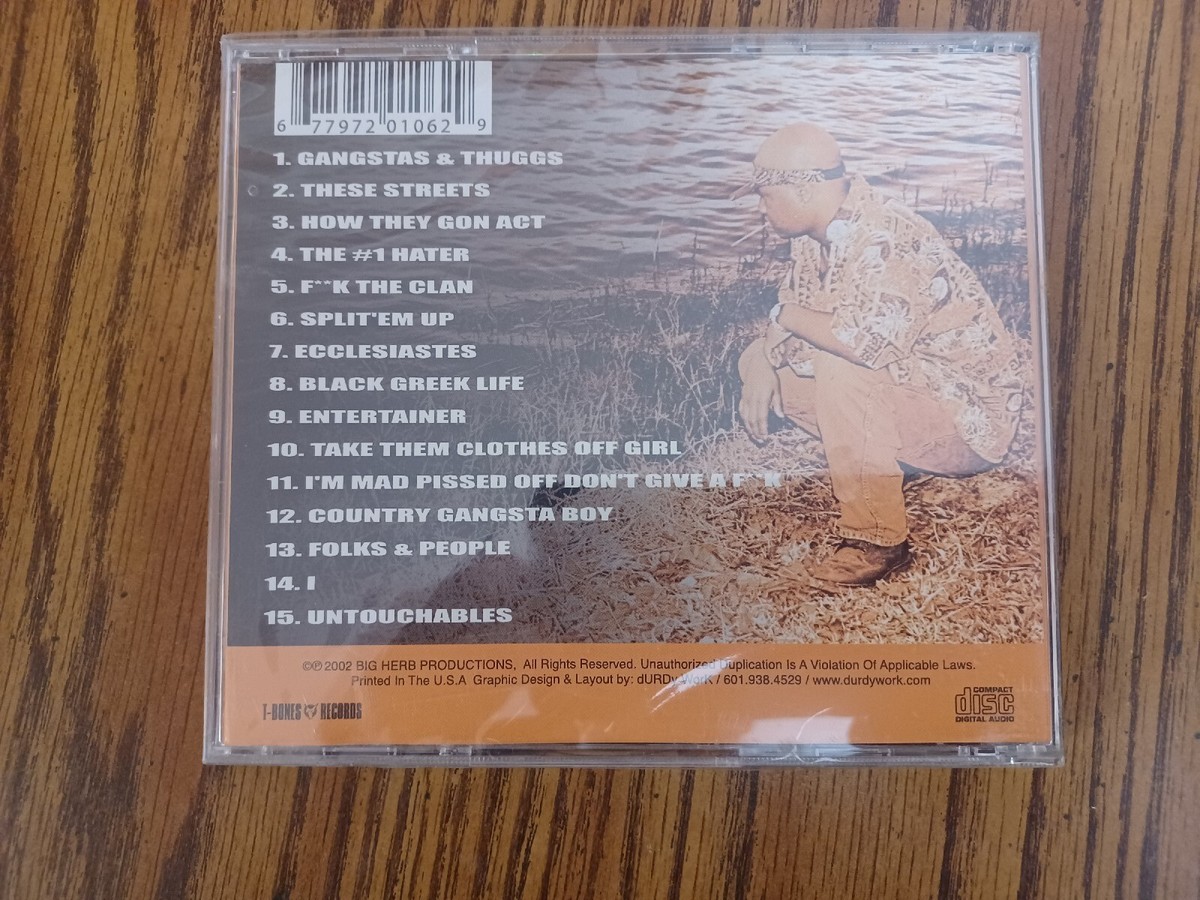 6 77972 01062 9
1. GANGSTAS & THUGGS
2. THESE STREETS
3. HOW THEY GON ACT
4. THE #1 HATER
5. F**K THE CLAN
6. SPLIT'EM UP
7. ECCLESIASTES
8. BLACK GREEK LIFE
9. ENTERTAINER
10. TAKE THEM CLOTHES OFF GIRL
11. I'M MAD PISSED OFF DON'T GIVE A F**K
12. COUNTRY GANGSTA BOY
13. FOLKS & PEOPLE
14. I
15. UNTOUCHABLES
©℗2002 BIG HERB PRODUCTIONS, All Rights Reserved. Unauthorized Duplication Is A Violation Of Applicable Laws.
Printed In The U.S.A Graphic Design & Layout by: dURDy WorK / 601.938.4529 / www.durdywork.com
T-BONES RECORDS
COMPACT
disc
DIGITAL AUDIO